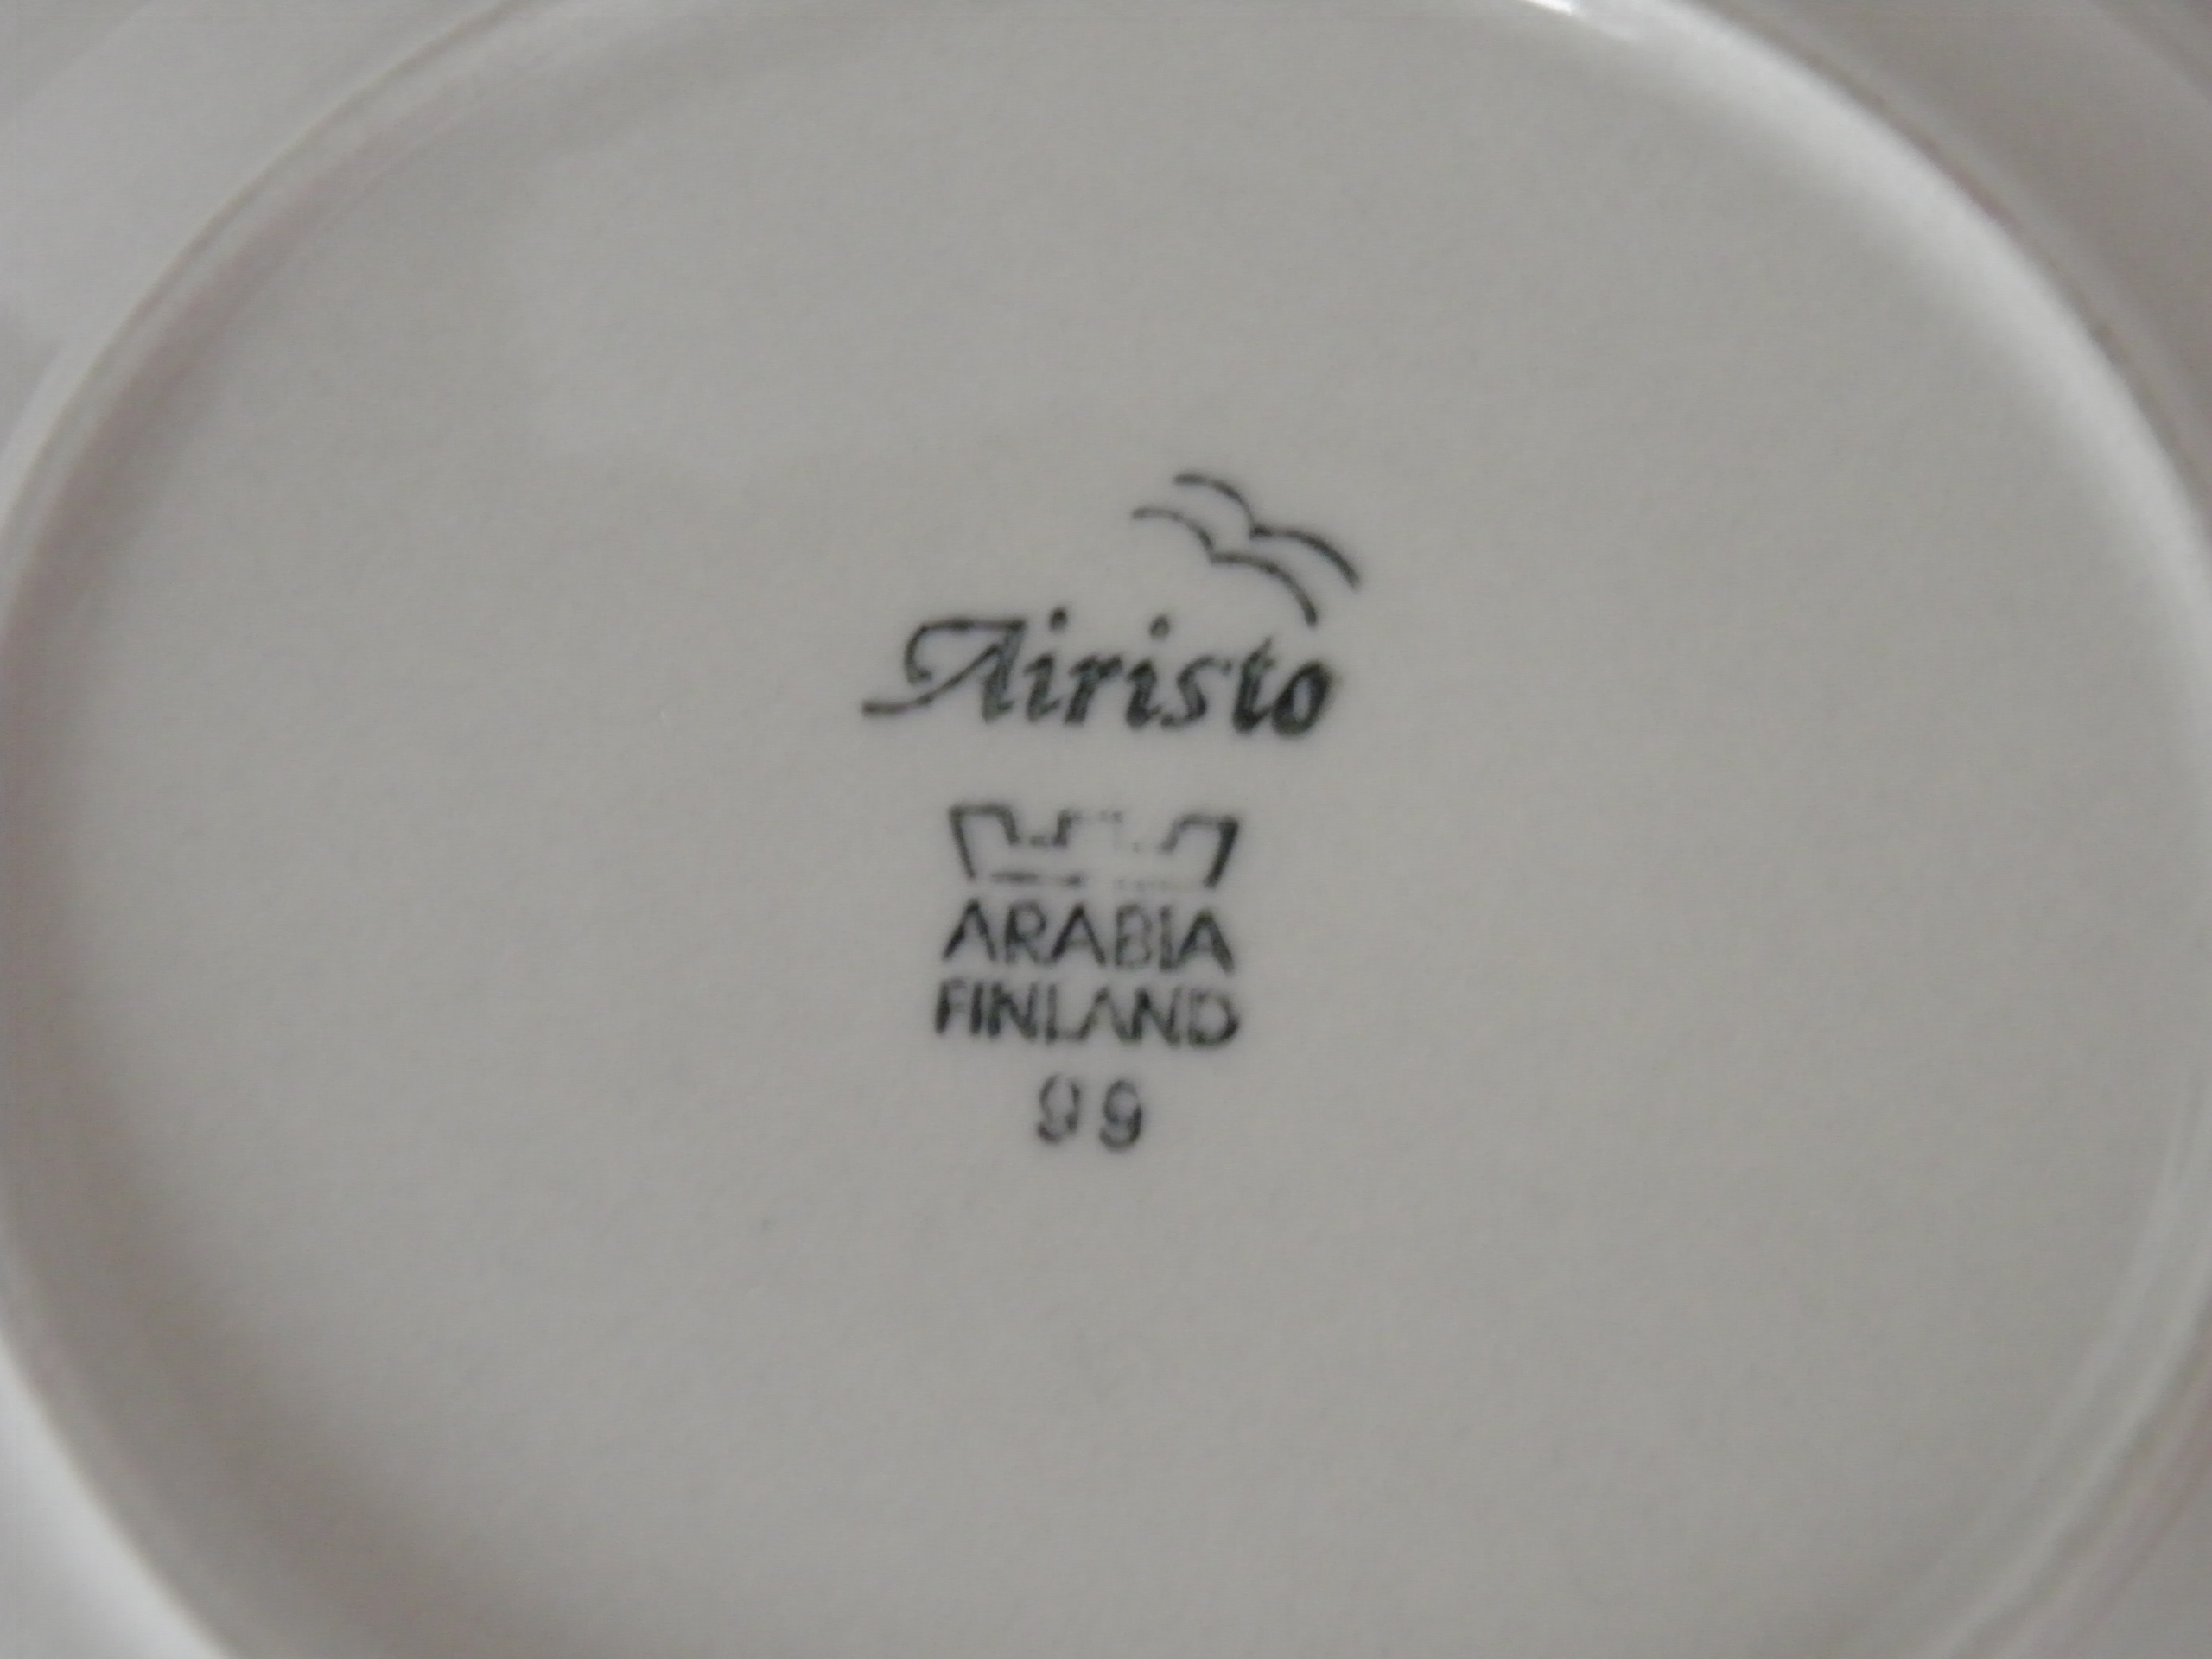 Airisto
ARABIA
FINLAND
99